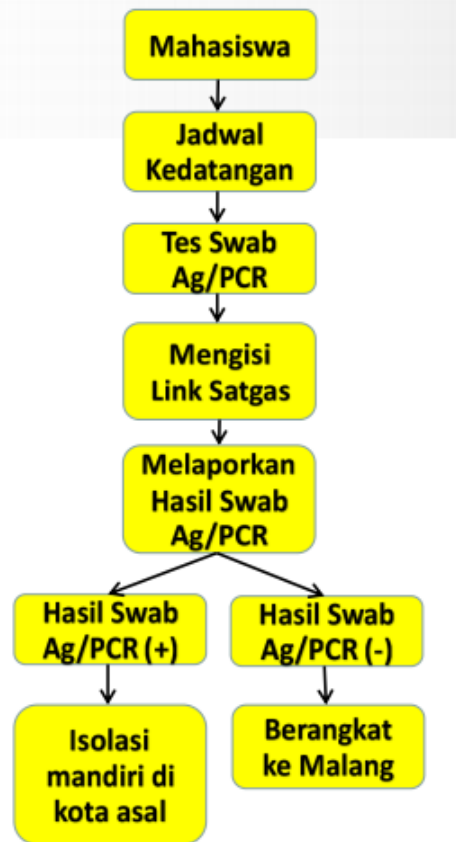 Mahasiswa
Jadwal
Kedatangan
Tes Swab
Ag/PCR
Mengisi
Link Satgas
Melaporkan
Hasil Swab
Ag/PCR
Hasil Swab
Ag/PCR (+)
Hasil Swab
Ag/PCR (-)
Isolasi
mandiri di
kota asal
Berangkat
ke Malang